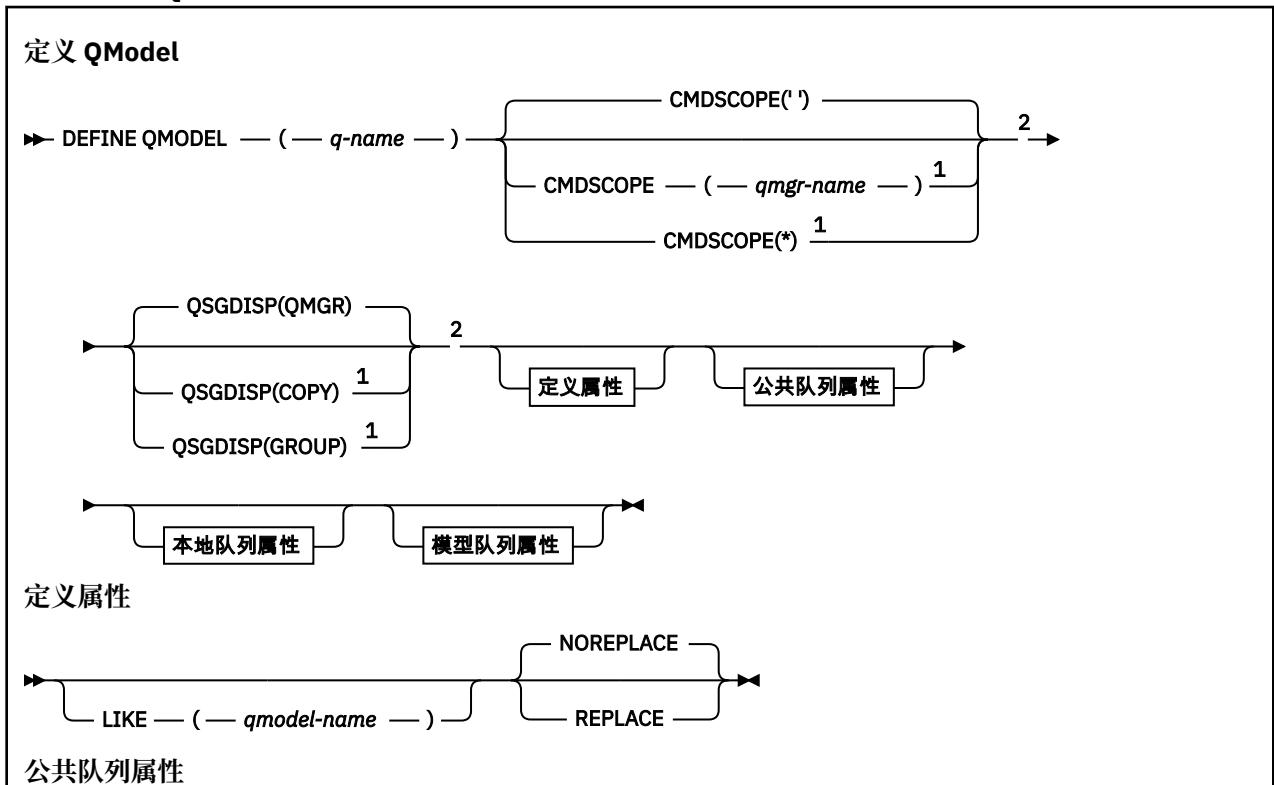 定义 QModel
CMDSCOPE(' ')
DEFINE QMODEL ( q-name ) 2
CMDSCOPE ( qmgr-name ) 1
CMDSCOPE(*) 1
QSGDISP(QMGR)
2
QSGDISP(COPY) 1
定义属性 公共队列属性
QSGDISP(GROUP) 1
本地队列属性 模型队列属性
定义属性
NOREPLACE
LIKE ( qmodel-name ) REPLACE
公共队列属性